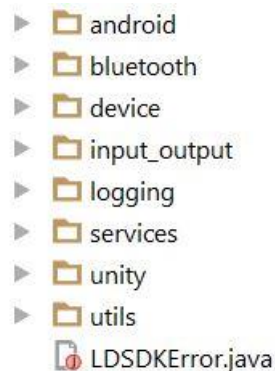 android
bluetooth
device
input_output
logging
services
unity
utils
LDSDKError.java